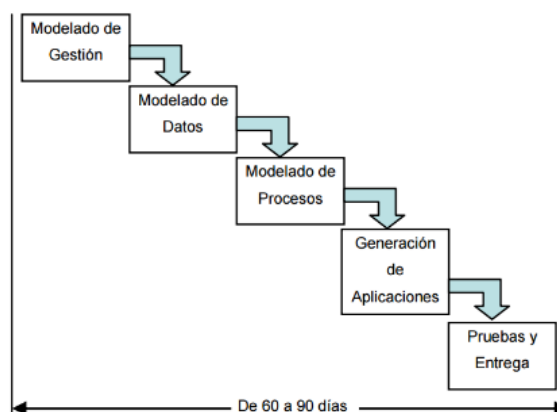 Modelado de
Gestión
Modelado de
Datos
Modelado de
Procesos
Generación
de
Aplicaciones
Pruebas y
Entrega
De 60 a 90 días